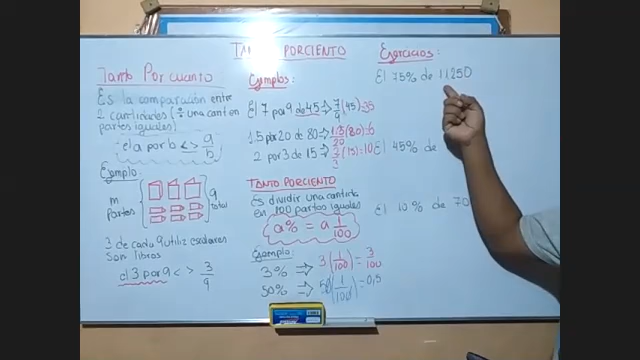 TANTO PORCIENTO
Tanto Por cuanto
Es la comparación entre
2 cantidades (÷ una cant en
partes iguales)
el a por b <> a/b
Ejemplo
m
Partes
9
Total
3 de cada 9 utiliz escolares
Son libros
el 3 por 9 <> 3/9
Ejemplos:
El 7 por 9 de 45 ⇒ 7/9 (45) = 35
1.5 por 20 de 80 ⇒ 1.5/20 (80) = 6
2 por 3 de 15 ⇒ 2/3 (15) = 10
TANTO PORCIENTO
Es dividir una cantida
en 100 partes iguales
a% = a 1/100
Ejemplo
3% ⇒ 3 (1/100) = 3/100
50% ⇒ 50 (1/100) = 0,5
Ejercicios:
El 75% de 11250
El 45% de
El 10% de 70